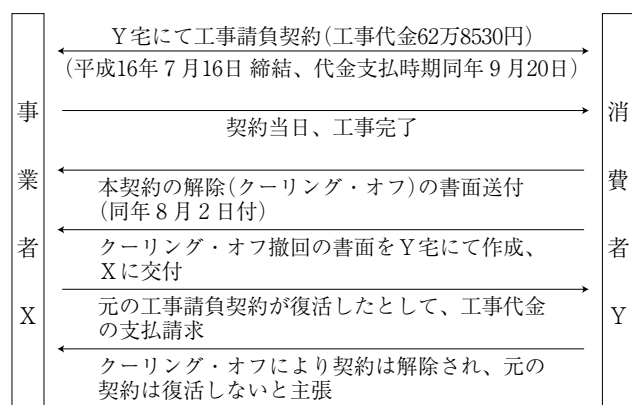 Y宅にて工事請負契約(工事代金62万8530円)
(平成16年7月16日 締結、代金支払時期同年9月20日)
契約当日、工事完了
本契約の解除(クーリング・オフ)の書面送付
(同年8月2日付)
クーリング・オフ撤回の書面をY宅にて作成、
Xに交付
元の工事請負契約が復活したとして、工事代金
の支払請求
クーリング・オフにより契約は解除され、元の
契約は復活しないと主張
事業者X
消費者Y